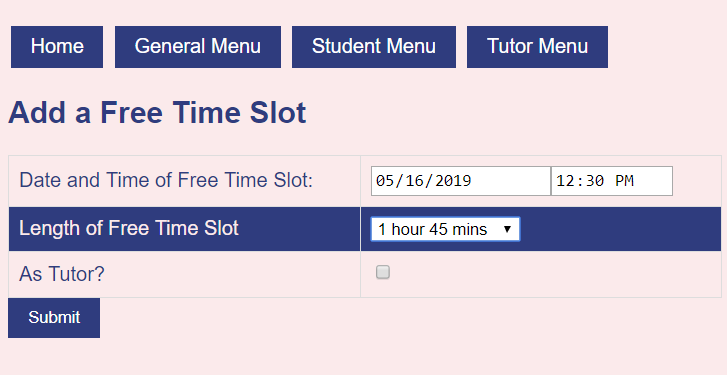 Home General Menu Student Menu Tutor Menu
Add a Free Time Slot
Date and Time of Free Time Slot: 05/16/2019 12:30 PM
Length of Free Time Slot 1 hour 45 mins
As Tutor?
Submit